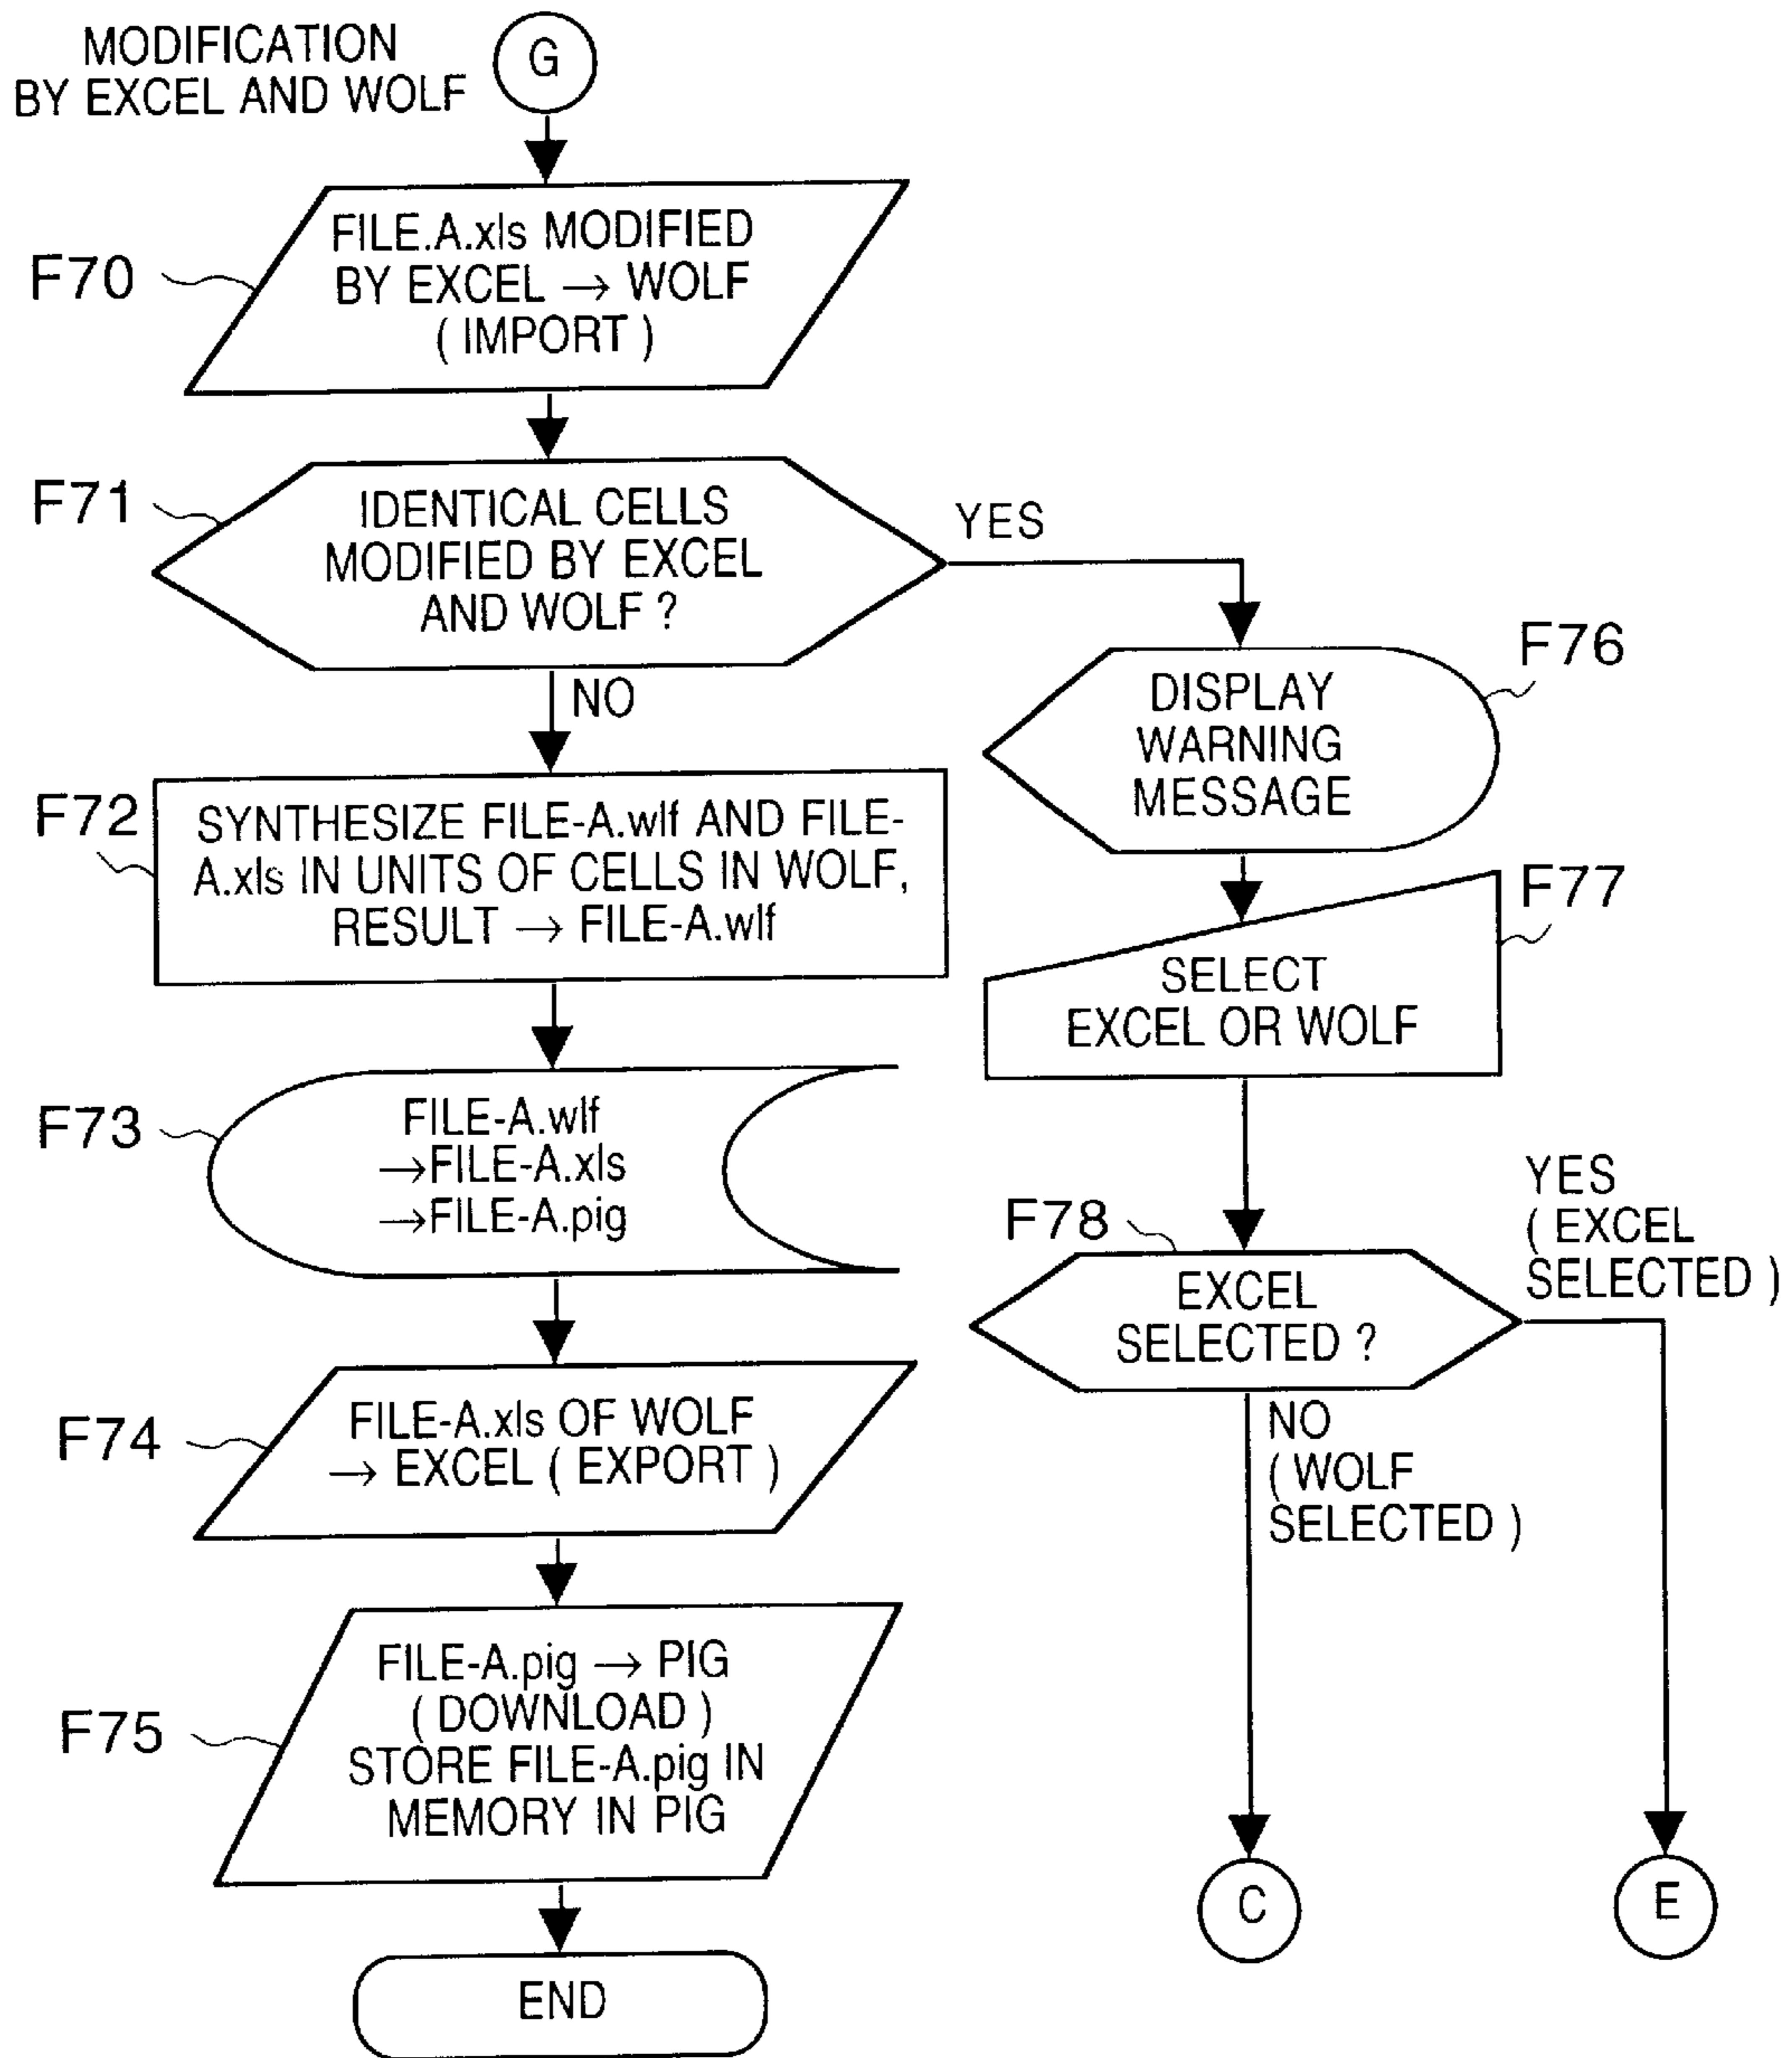 MODIFICATION
BY EXCEL AND WOLF
G
F70
FILE.A.xls MODIFIED
BY EXCEL → WOLF
( IMPORT )
F71
IDENTICAL CELLS
MODIFIED BY EXCEL
AND WOLF ?
YES
NO
F72
SYNTHESIZE FILE-A.wlf AND FILE-
A.xls IN UNITS OF CELLS IN WOLF,
RESULT → FILE-A.wlf
F73
FILE-A.wlf
→FILE-A.xls
→FILE-A.pig
F74
FILE-A.xls OF WOLF
→ EXCEL ( EXPORT )
F75
FILE-A.pig → PIG
( DOWNLOAD )
STORE FILE-A.pig IN
MEMORY IN PIG
END
F76
DISPLAY
WARNING
MESSAGE
F77
SELECT
EXCEL OR WOLF
F78
EXCEL
SELECTED ?
YES
( EXCEL
SELECTED )
NO
( WOLF
SELECTED )
C
E